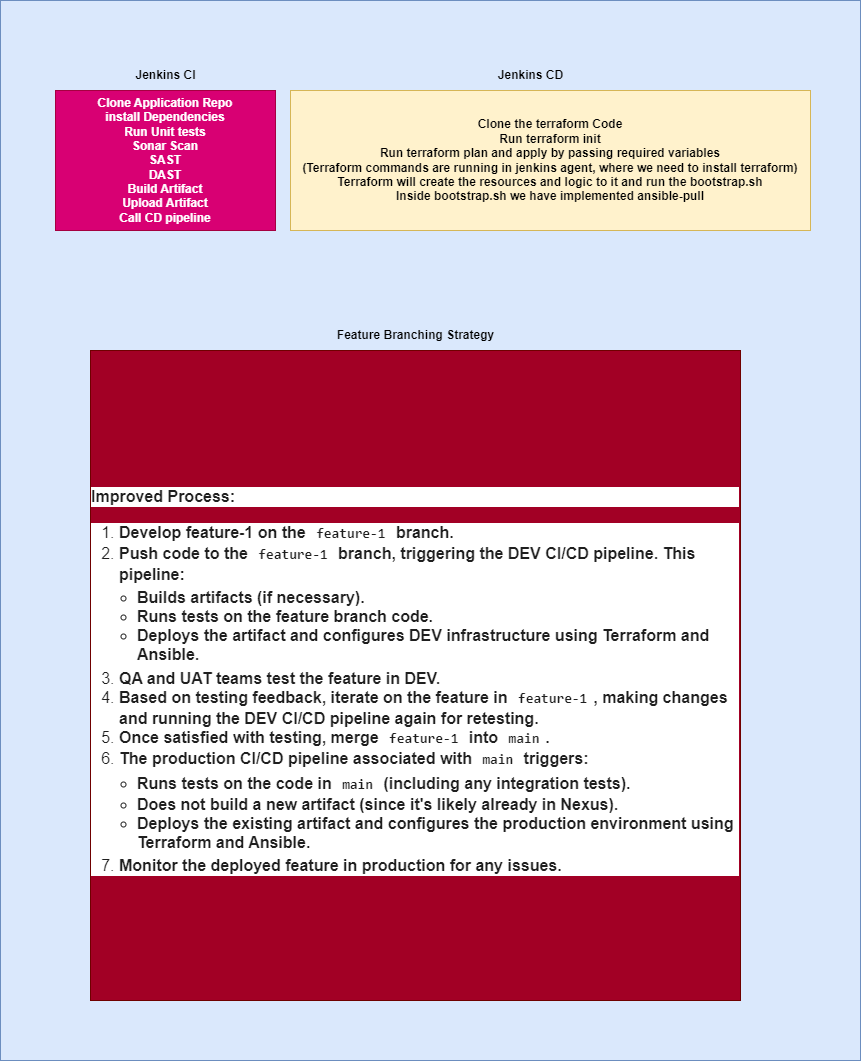 Jenkins CI
Clone Application Repo
install Dependencies
Run Unit tests
Sonar Scan
SAST
DAST
Build Artifact
Upload Artifact
Call CD pipeline
Jenkins CD
Clone the terraform Code
Run terraform init
Run terraform plan and apply by passing required variables
(Terraform commands are running in jenkins agent, where we need to install terraform)
Terraform will create the resources and logic to it and run the bootstrap.sh
Inside bootstrap.sh we have implemented ansible-pull
Feature Branching Strategy
Improved Process:
1. Develop feature-1 on the feature-1 branch.
2. Push code to the feature-1 branch, triggering the DEV CI/CD pipeline. This
pipeline:
◦ Builds artifacts (if necessary).
◦ Runs tests on the feature branch code.
◦ Deploys the artifact and configures DEV infrastructure using Terraform and
Ansible.
3. QA and UAT teams test the feature in DEV.
4. Based on testing feedback, iterate on the feature in feature-1 , making changes
and running the DEV CI/CD pipeline again for retesting.
5. Once satisfied with testing, merge feature-1 into main .
6. The production CI/CD pipeline associated with main triggers:
◦ Runs tests on the code in main (including any integration tests).
◦ Does not build a new artifact (since it's likely already in Nexus).
◦ Deploys the existing artifact and configures the production environment using
Terraform and Ansible.
7. Monitor the deployed feature in production for any issues.